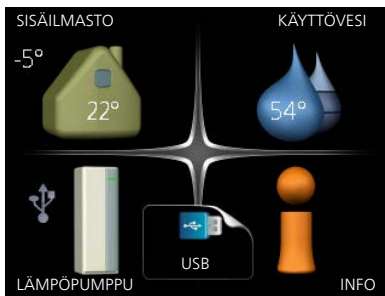 SISÄILMASTO
KÄYTTÖVESI
-5°
22°
54°
USB
LÄMPÖPUMPPU
INFO